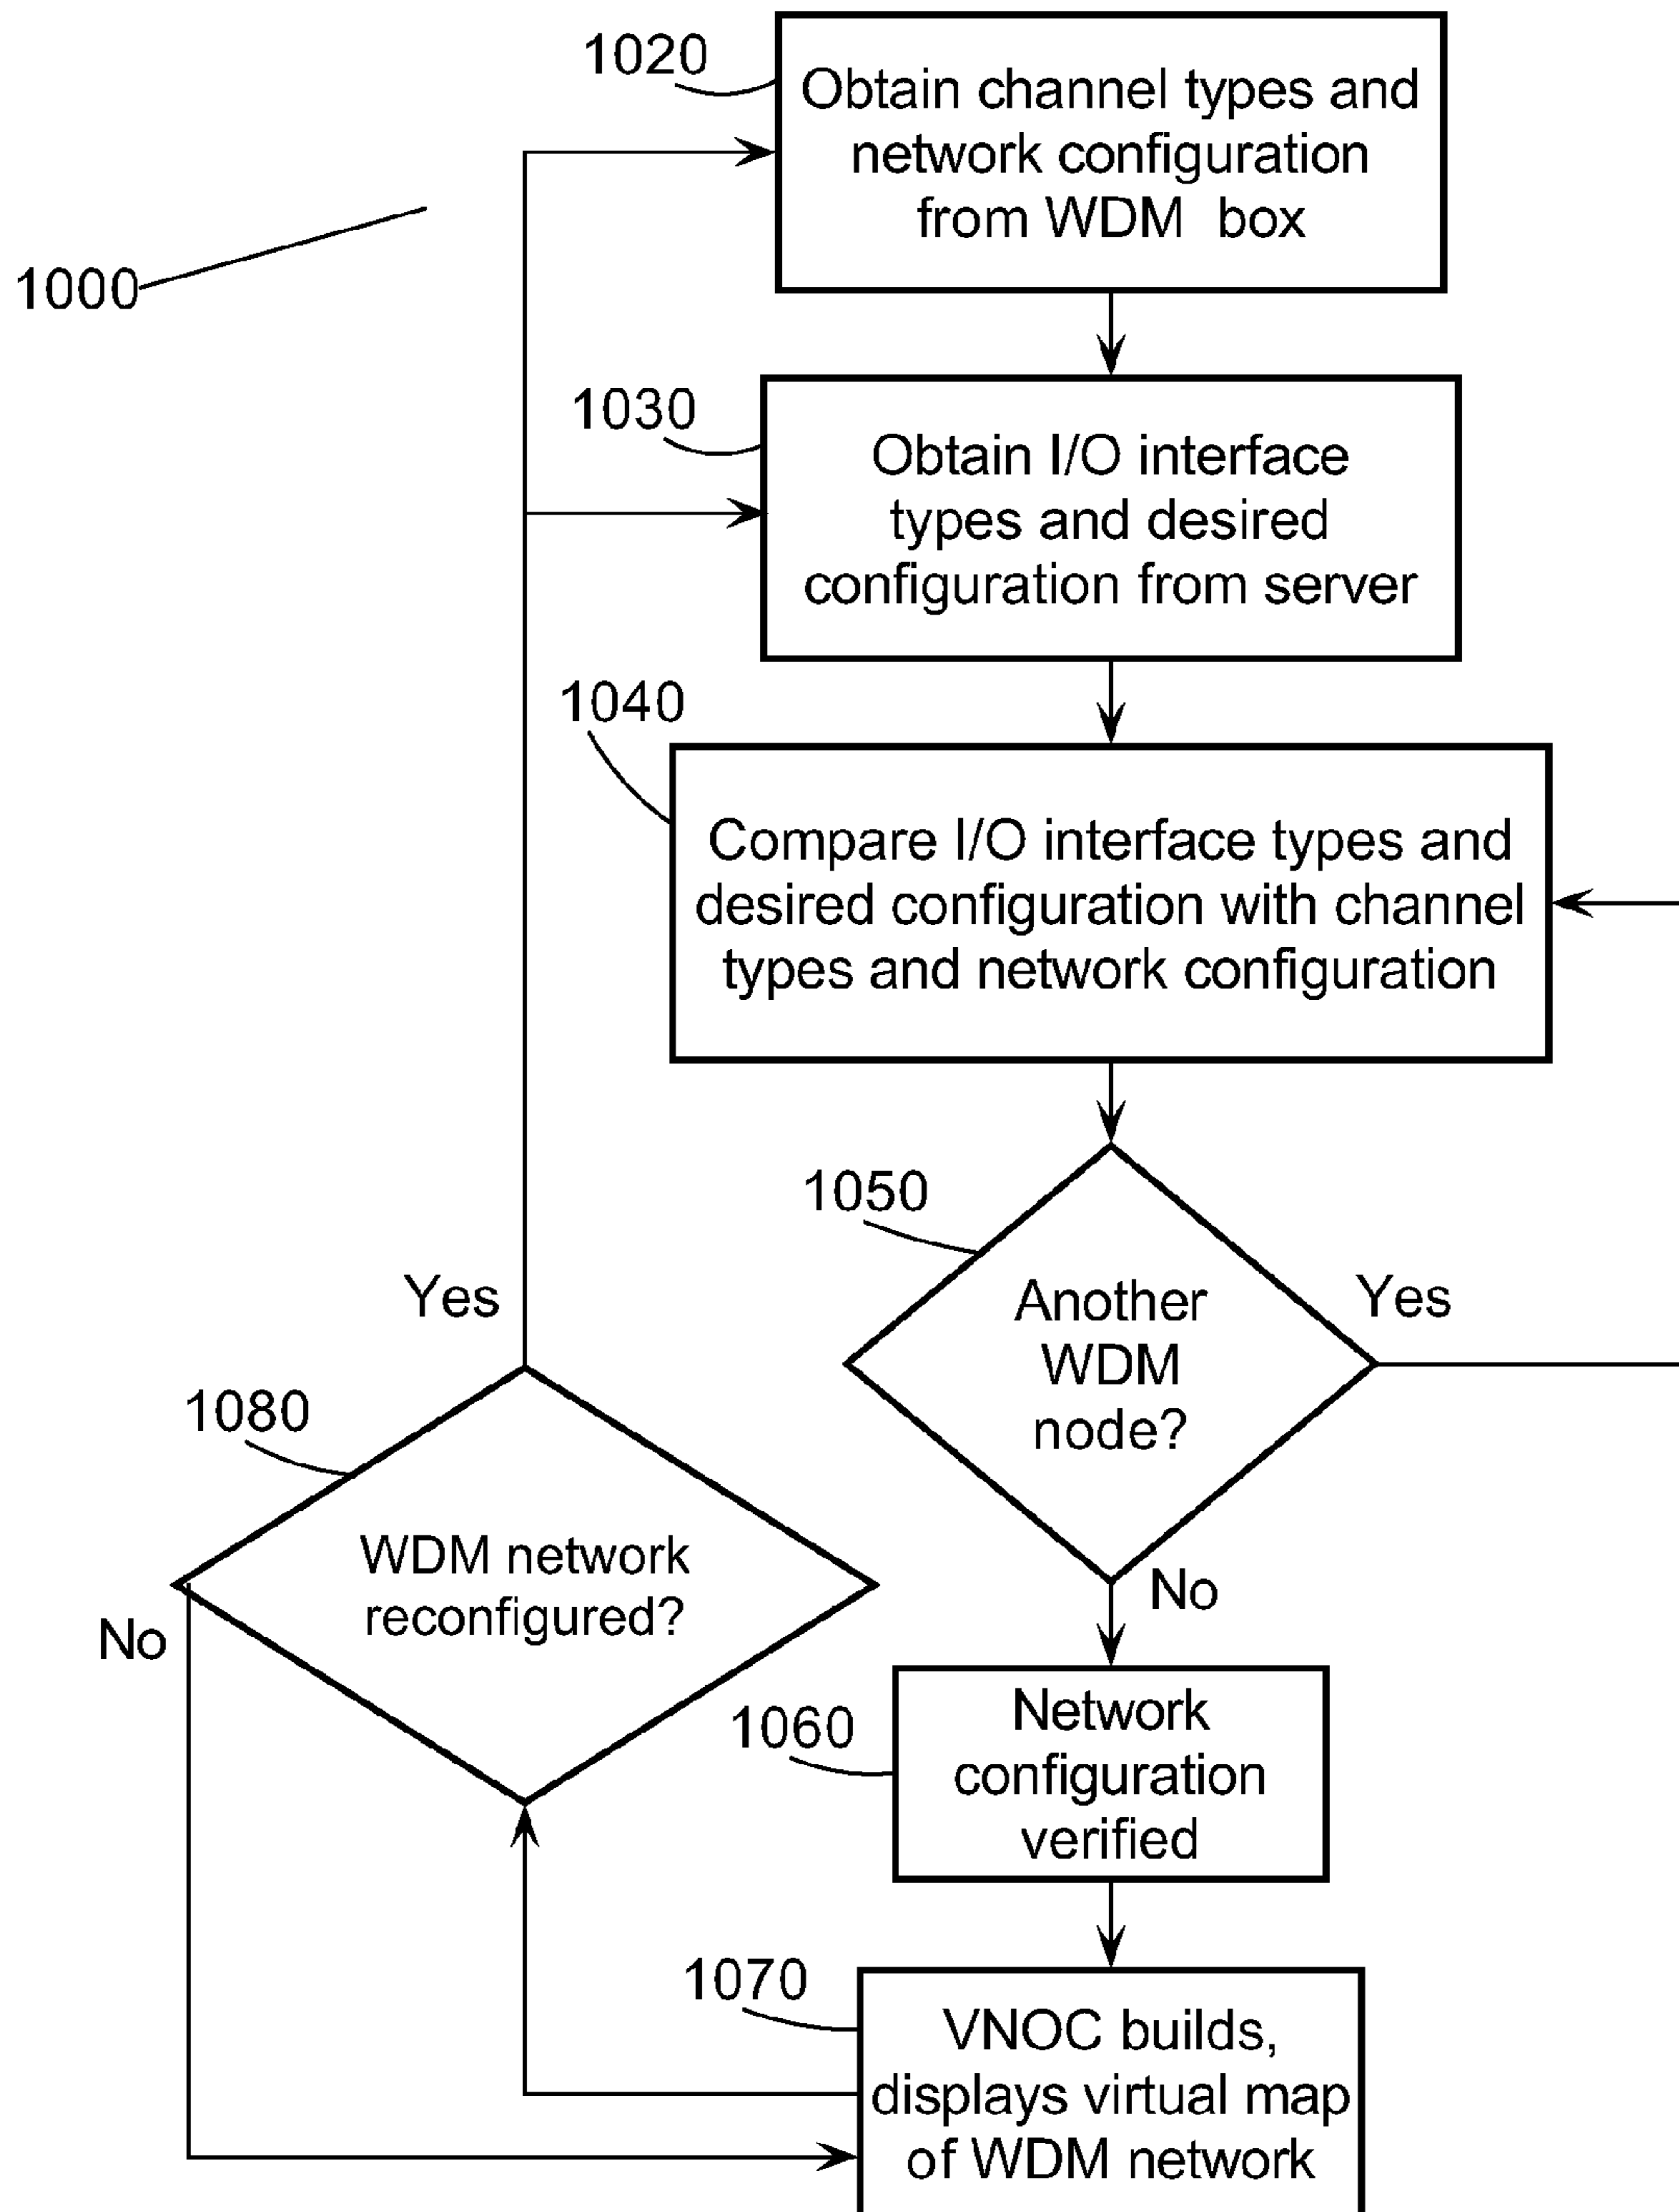 1020
Obtain channel types and
network configuration
from WDM box
1000
1030
Obtain I/O interface
types and desired
configuration from server
1040
Compare I/O interface types and
desired configuration with channel
types and network configuration
1050
Another
WDM
node?
Yes
Yes
1080
WDM network
reconfigured?
No
No
1060
Network
configuration
verified
1070
VNOC builds,
displays virtual map
of WDM network